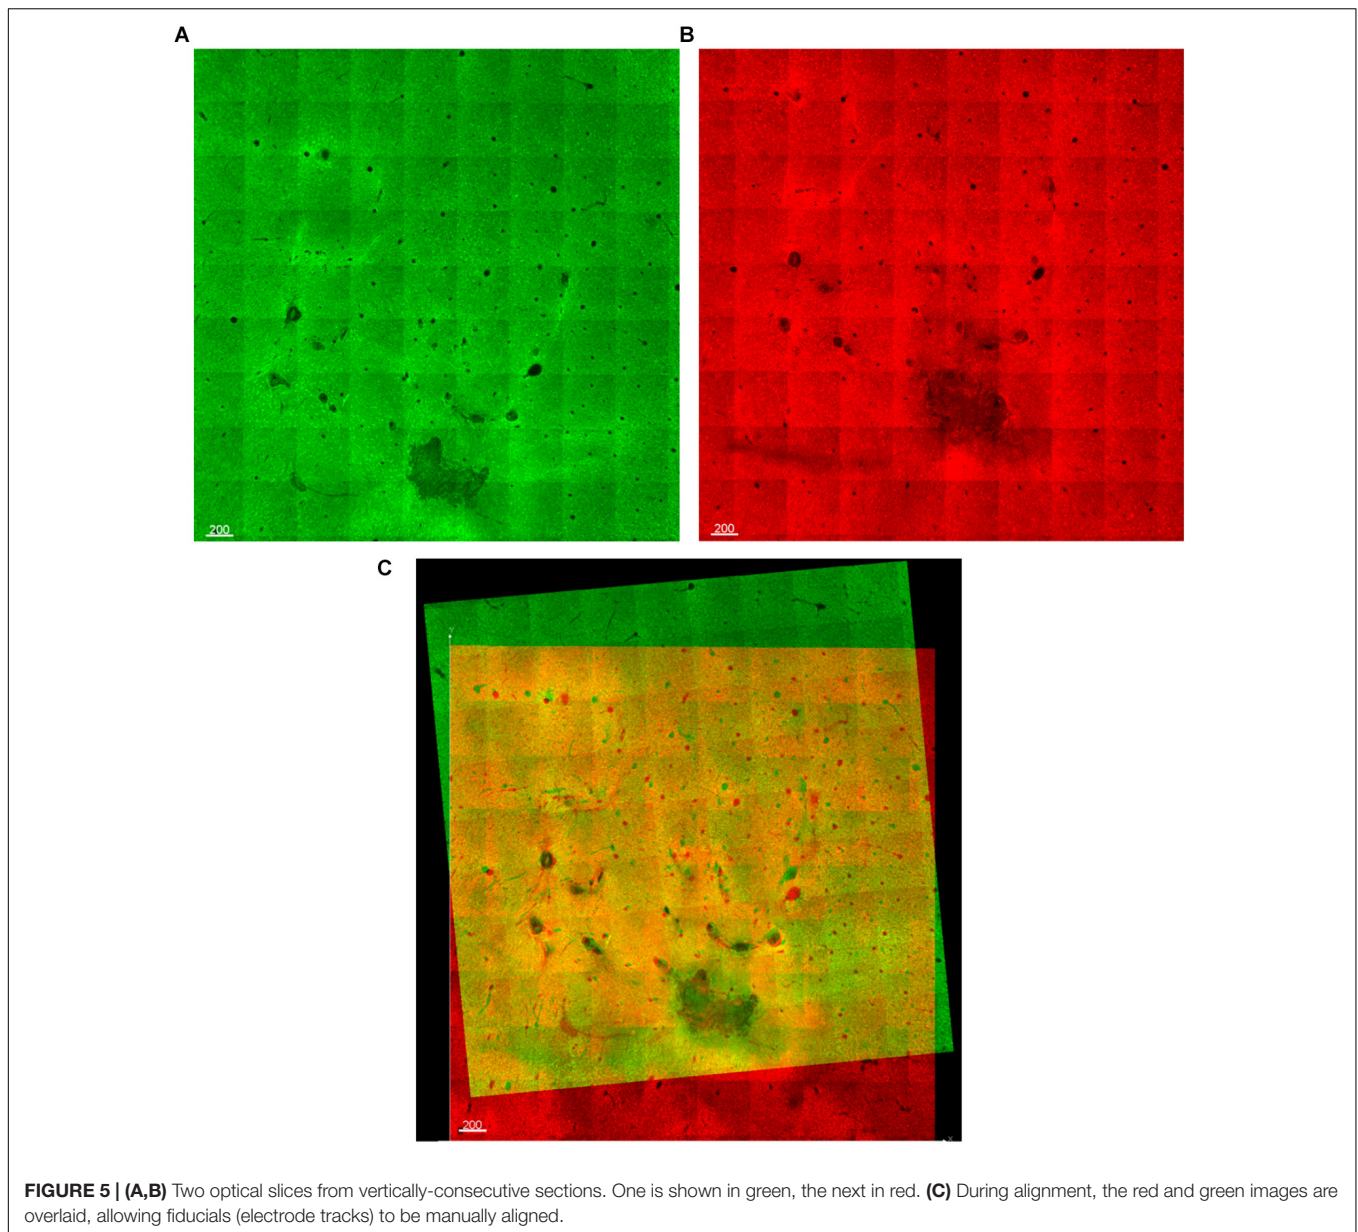 A
B
200
200
C
Y
200
X
FIGURE 5 | (A,B) Two optical slices from vertically-consecutive sections. One is shown in green, the next in red. (C) During alignment, the red and green images are
overlaid, allowing fiducials (electrode tracks) to be manually aligned.